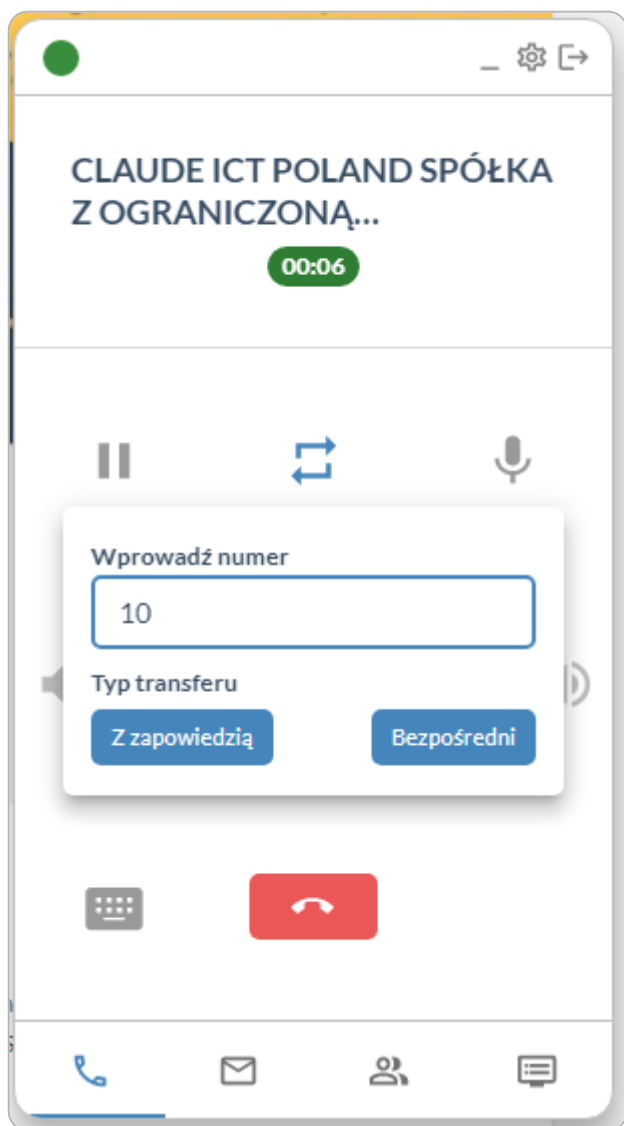 CLAUDE ICT POLAND SPÓŁKA
Z OGRANICZONĄ...
00:06
Wprowadź numer
10
Typ transferu
Z zapowiedzią
Bezpośredni